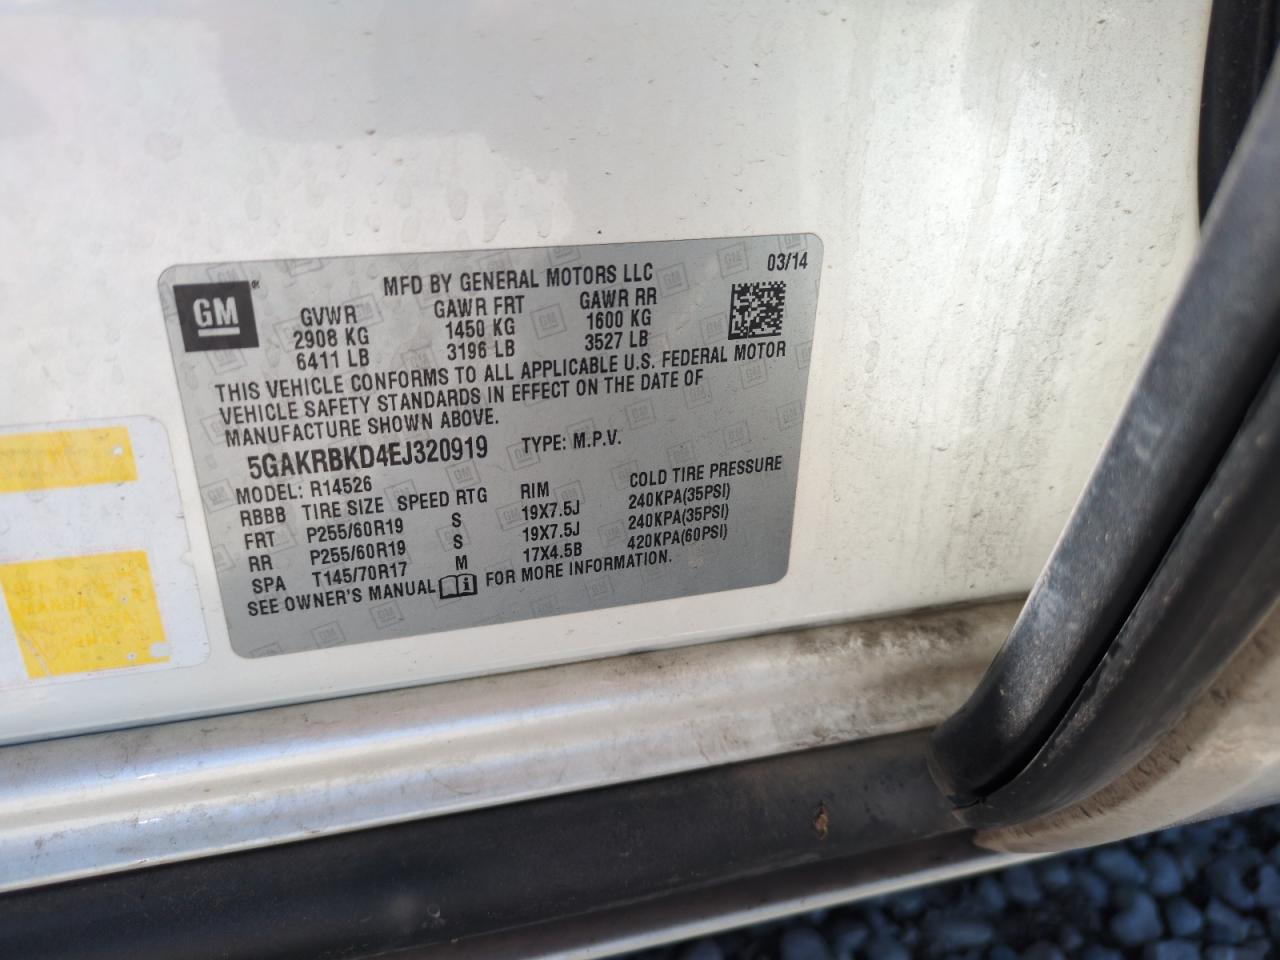 GM
MFD BY GENERAL MOTORS LLC 03/14
GVWR GAWR FRT GAWR RR
2908 KG 1450 KG 1600 KG
6411 LB 3196 LB 3527 LB
THIS VEHICLE CONFORMS TO ALL APPLICABLE U.S. FEDERAL MOTOR
VEHICLE SAFETY STANDARDS IN EFFECT ON THE DATE OF
MANUFACTURE SHOWN ABOVE.
5GAKRBKD4EJ320919 TYPE: M.P.V.
MODEL: R14526
RBBB TIRE SIZE SPEED RTG RIM COLD TIRE PRESSURE
FRT P255/60R19 S 19X7.5J 240KPA(35PSI)
RR P255/60R19 S 19X7.5J 240KPA(35PSI)
SPA T145/70R17 M 17X4.5B 420KPA(60PSI)
SEE OWNER'S MANUAL FOR MORE INFORMATION.